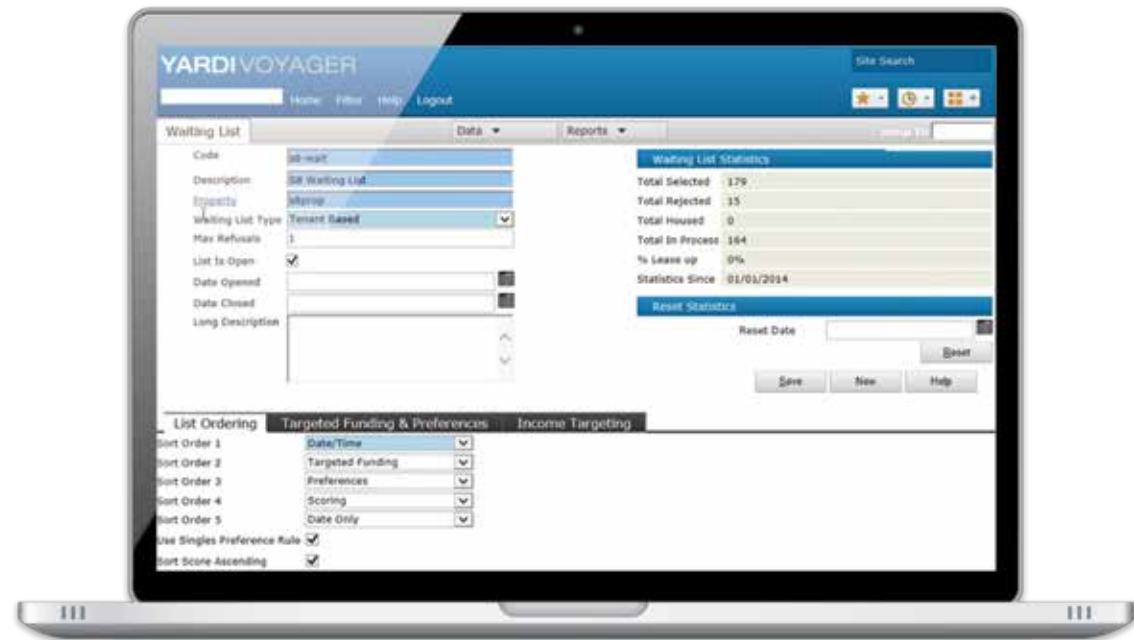 YARDI VOYAGER
Site Search
Home Filter Help Logout
Waiting List Data Reports
Code
Description S8 Waiting List
Property s8prop
Waiting List Type Tenant Based
Max Refusals 1
List Is Open
Date Opened
Date Closed
Long Description
Waiting List Statistics
Total Selected 179
Total Rejected 15
Total Housed 0
Total In Process 164
% Lease up 0%
Statistics Since 01/01/2014
Reset Statistics
Reset Date
Reset
Save New Help
List Ordering Targeted Funding & Preferences Income Targeting
Sort Order 1 Date/Time
Sort Order 2 Targeted Funding
Sort Order 3 Preferences
Sort Order 4 Scoring
Sort Order 5 Date Only
Use Singles Preference Rule
Sort Score Ascending